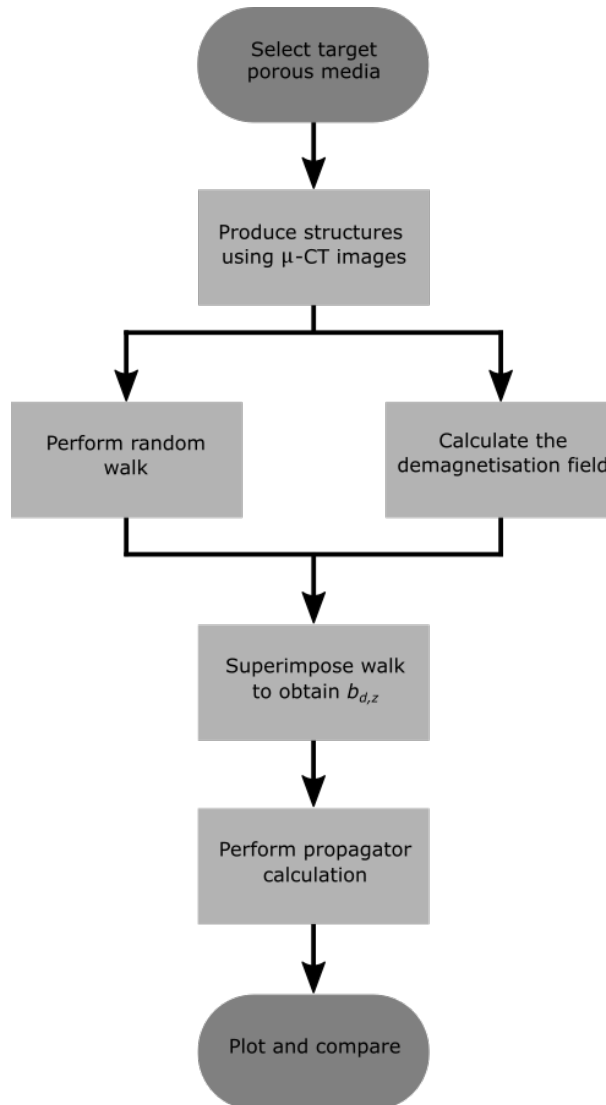 Select target
porous media
Produce structures
using μ-CT images
Perform random
walk
Calculate the
demagnetisation field
Superimpose walk
to obtain b_{d,z}
Perform propagator
calculation
Plot and compare